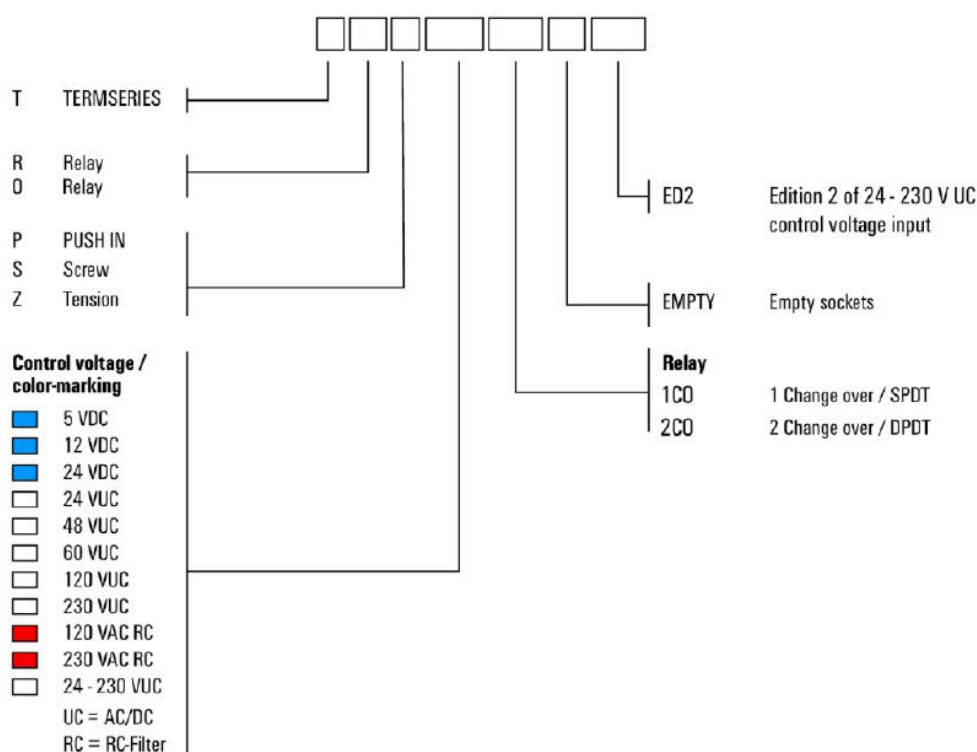 T TERMSERIES
R Relay
O Relay
P PUSH IN
S Screw
Z Tension
Control voltage /
color-marking
5 VDC
12 VDC
24 VDC
24 VUC
48 VUC
60 VUC
120 VUC
230 VUC
120 VAC RC
230 VAC RC
24 - 230 VUC
UC = AC/DC
RC = RC-Filter
ED2 Edition 2 of 24 - 230 V UC
control voltage input
EMPTY Empty sockets
Relay
1CO 1 Change over / SPDT
2CO 2 Change over / DPDT